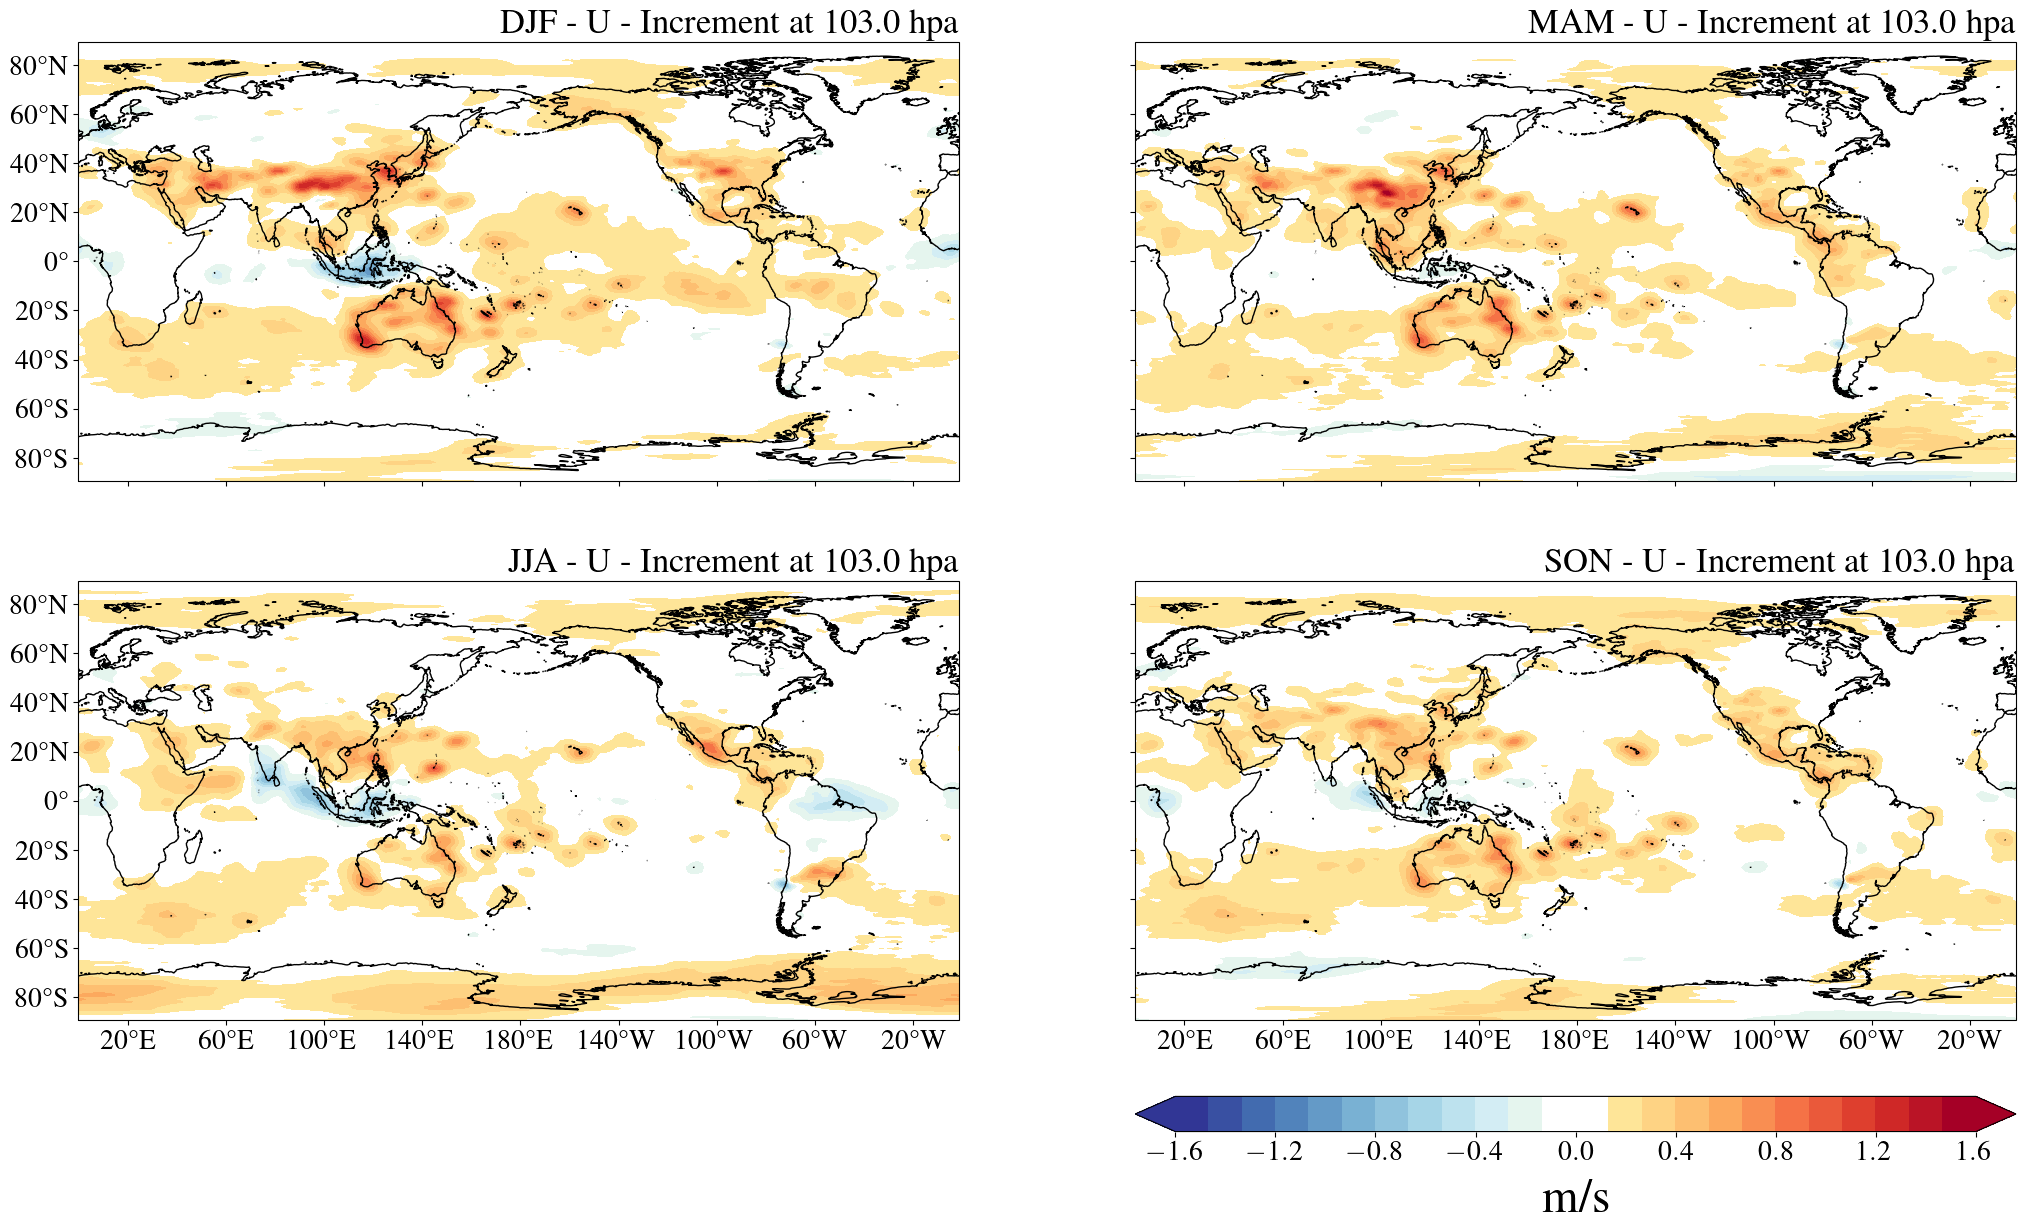 DJF - U - Increment at 103.0 hpa
MAM - U - Increment at 103.0 hpa
80°N
60°N
40°N
20°N
0°
20°S
40°S
60°S
80°S
JJA - U - Increment at 103.0 hpa
SON - U - Increment at 103.0 hpa
80°N
60°N
40°N
20°N
0°
20°S
40°S
60°S
80°S
20°E 60°E 100°E 140°E 180°E 140°W 100°W 60°W 20°W
20°E 60°E 100°E 140°E 180°E 140°W 100°W 60°W 20°W
−1.6 −1.2 −0.8 −0.4 0.0 0.4 0.8 1.2 1.6
m/s